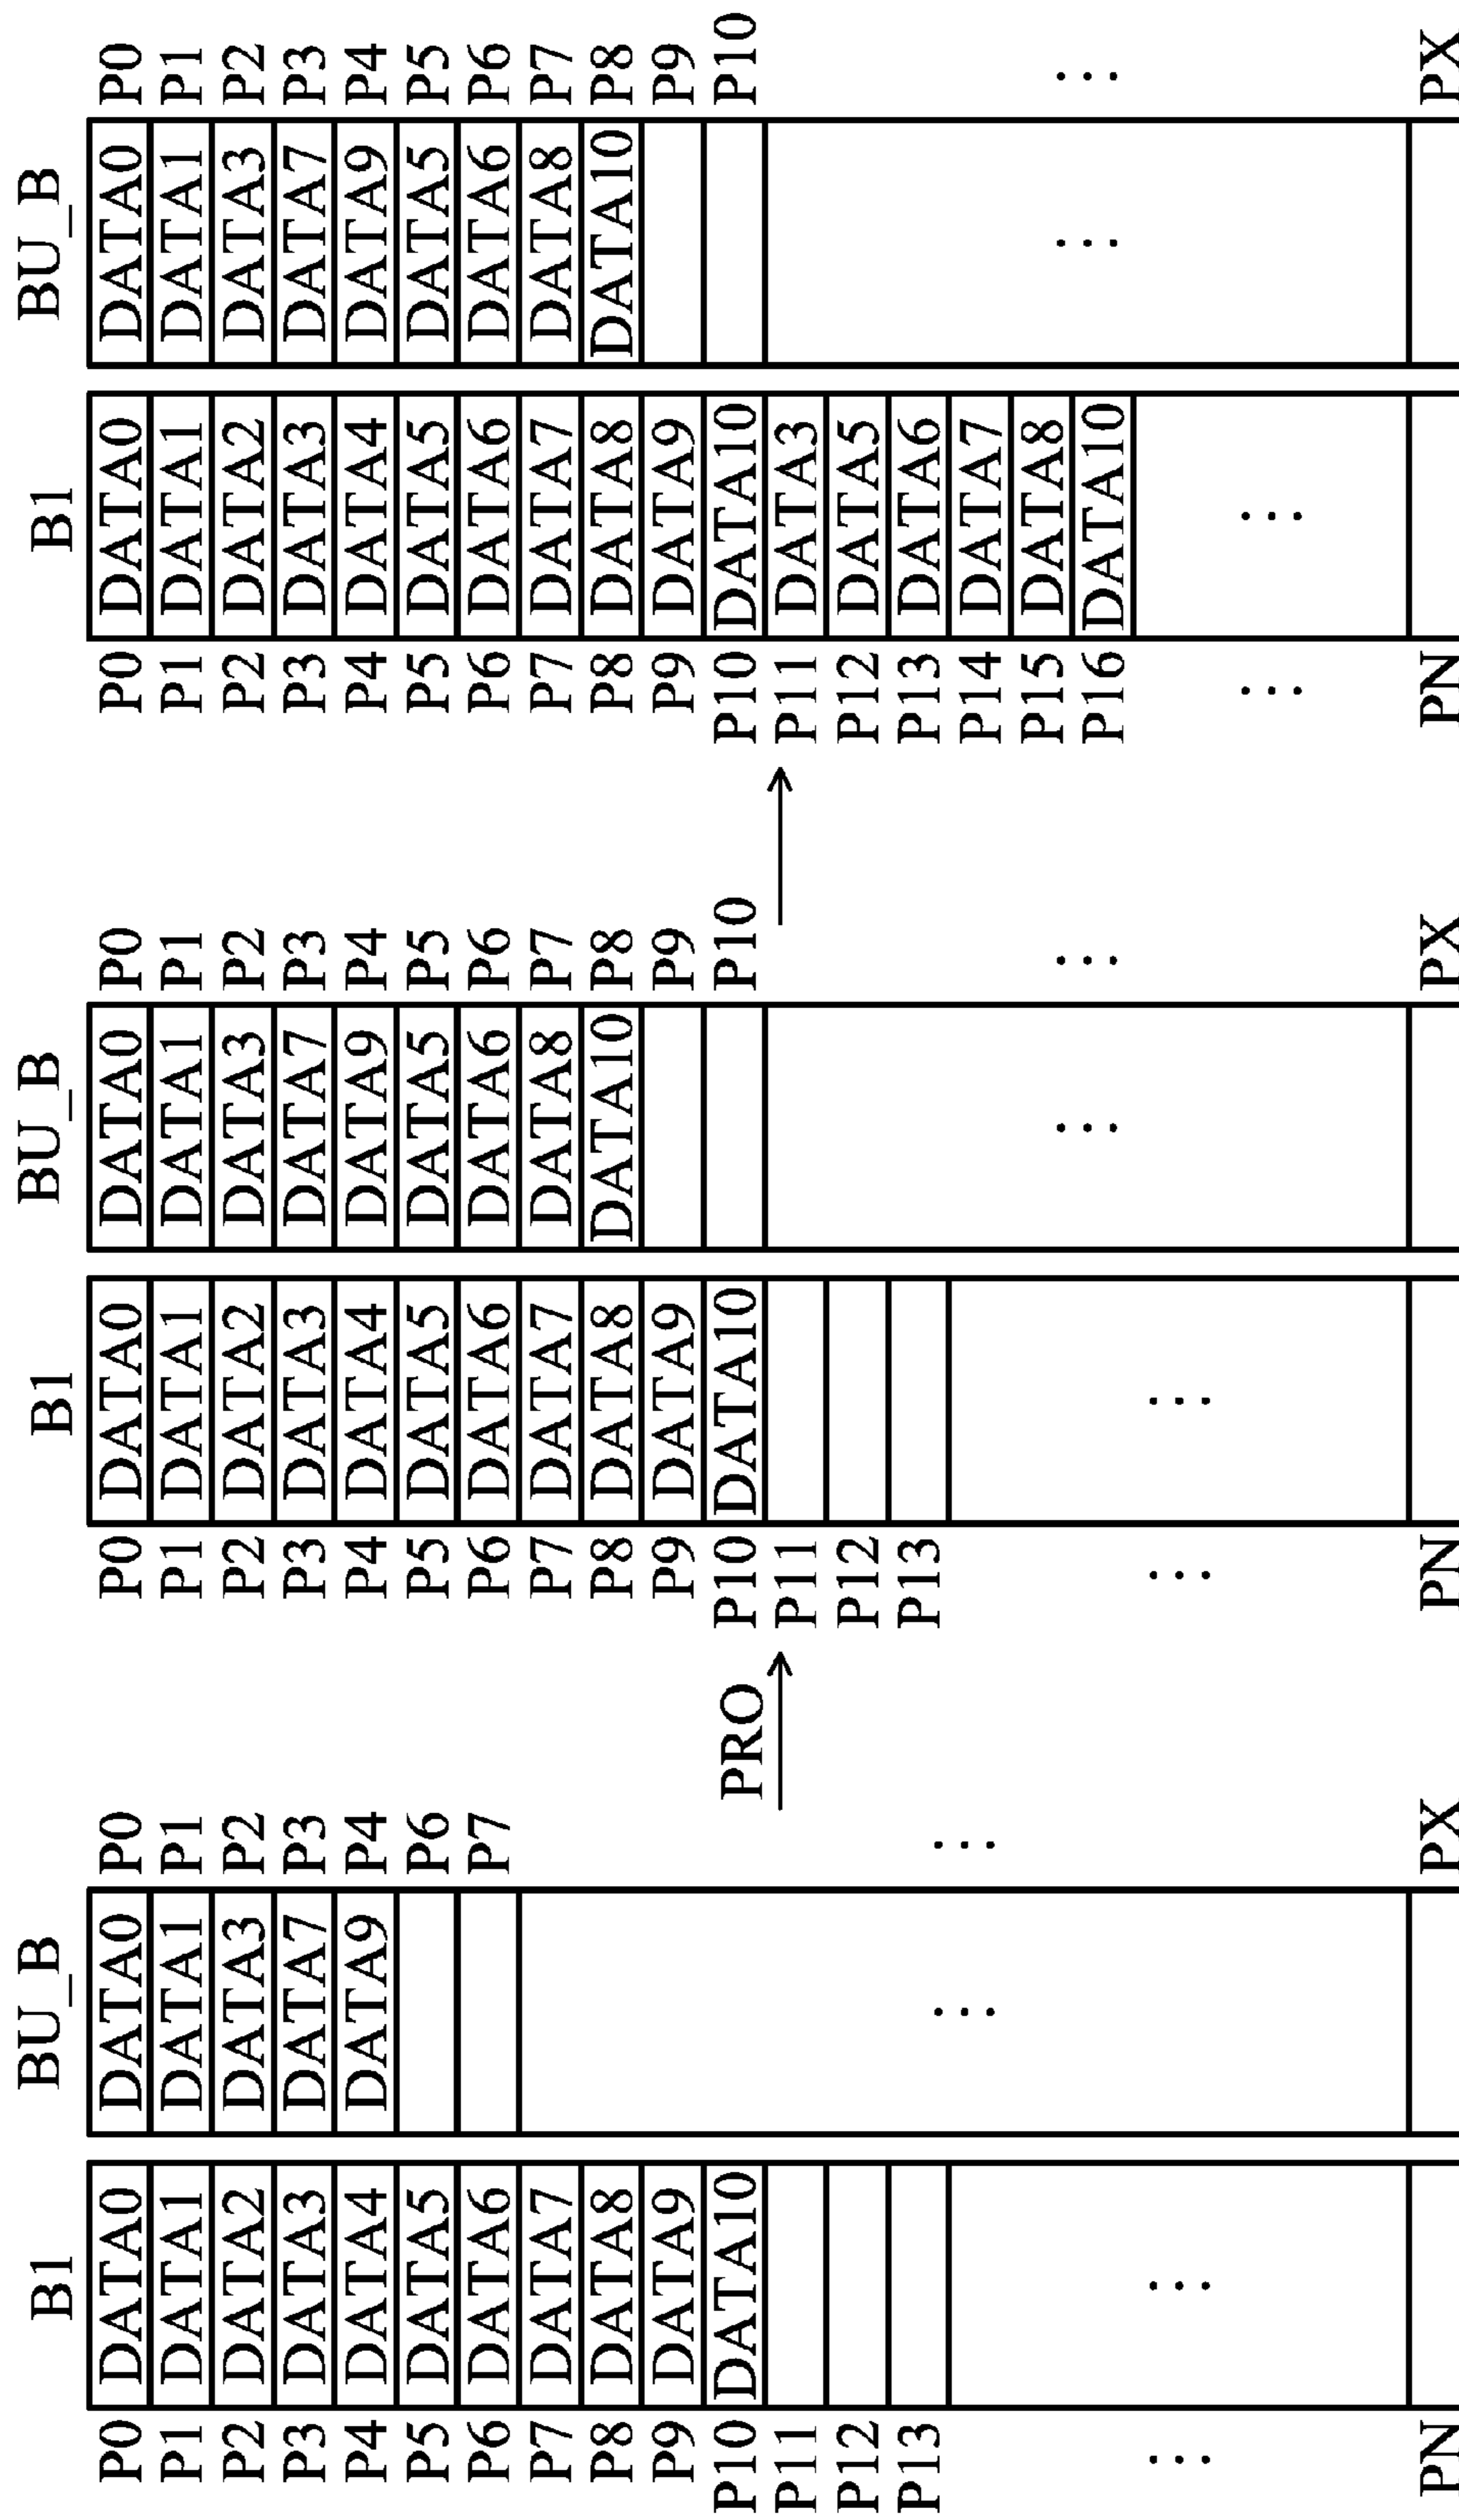 B1 BU_B B1 BU_B B1 BU_B
P0 DATA0 DATA0 P0 P0 DATA0 DATA0 P0 P0 DATA0 DATA0 P0
P1 DATA1 DATA1 P1 P1 DATA1 DATA1 P1 P1 DATA1 DATA1 P1
P2 DATA2 DATA3 P2 P2 DATA2 DATA3 P2 P2 DATA2 DATA3 P2
P3 DATA3 DATA7 P3 P3 DATA3 DATA7 P3 P3 DATA3 DATA7 P3
P4 DATA4 DATA9 P4 P4 DATA4 DATA9 P4 P4 DATA4 DATA9 P4
P5 DATA5 P6 P5 DATA5 DATA5 P5 P5 DATA5 DATA5 P5
P6 DATA6 P7 P6 DATA6 DATA6 P6 P6 DATA6 DATA6 P6
P7 DATA7 P7 DATA7 DATA8 P7 P7 DATA7 DATA8 P7
P8 DATA8 P8 DATA8 DATA10 P8 P8 DATA8 DATA10 P8
P9 DATA9 P9 DATA9 P9 P9 DATA9 P9
P10 DATA10 PRO P10 DATA10 P10 P10 DATA10 P10
P11 P11 P11 DATA3
P12 P12 P12 DATA5
P13 P13 P13 DATA6
P14 DATA7
P15 DATA8
P16 DATA10
PN PX PN PX PN PX